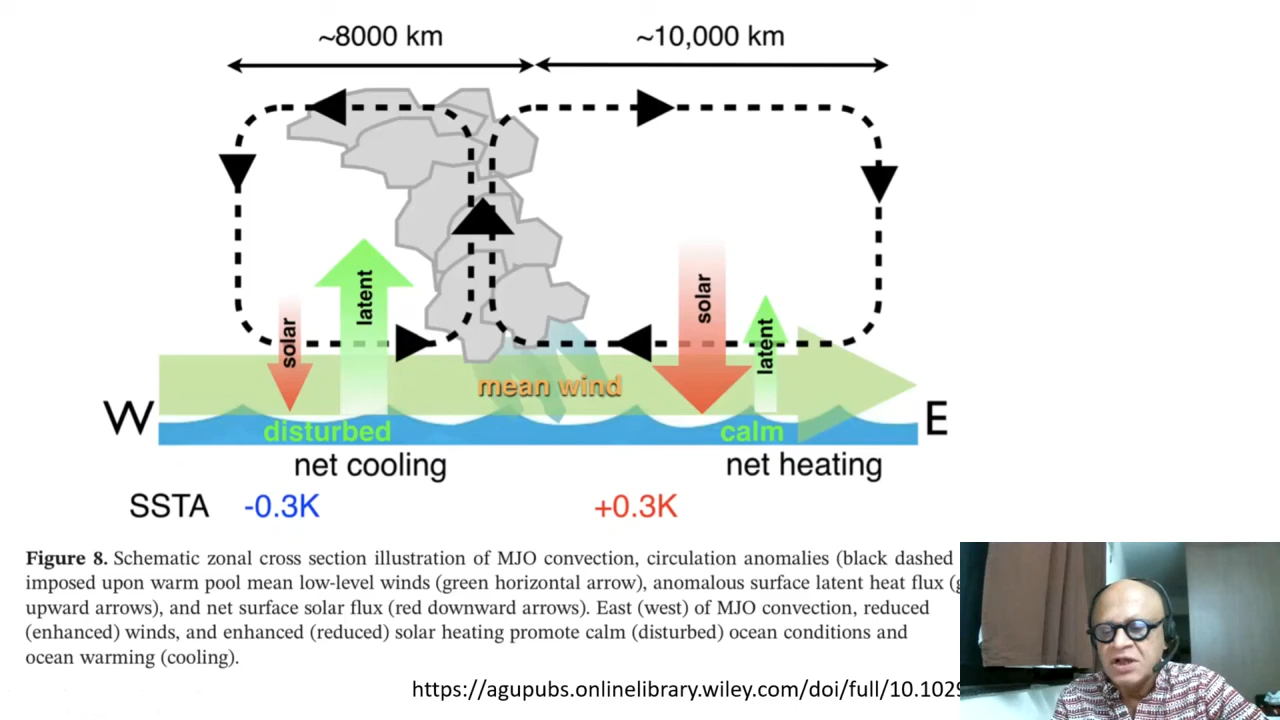 ~8000 km
~10,000 km
solar
latent
solar
latent
mean wind
W
E
disturbed
calm
net cooling
net heating
SSTA
-0.3K
+0.3K
Figure 8. Schematic zonal cross section illustration of MJO convection, circulation anomalies (black dashed
imposed upon warm pool mean low-level winds (green horizontal arrow), anomalous surface latent heat flux (g
upward arrows), and net surface solar flux (red downward arrows). East (west) of MJO convection, reduced
(enhanced) winds, and enhanced (reduced) solar heating promote calm (disturbed) ocean conditions and
ocean warming (cooling).
https://agupubs.onlinelibrary.wiley.com/doi/full/10.1029